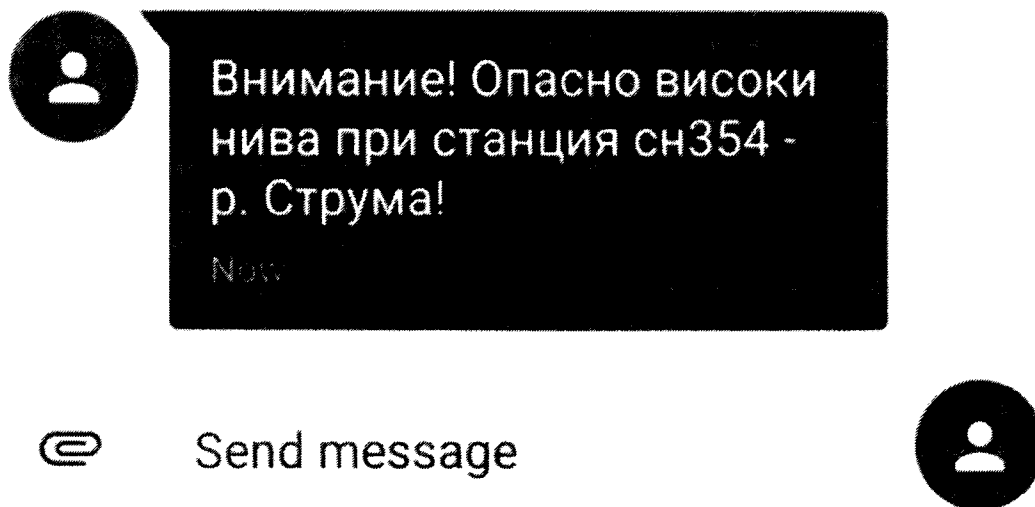 Внимание! Опасно високи
нива при станция сн354 -
р. Струма!
Now
Send message